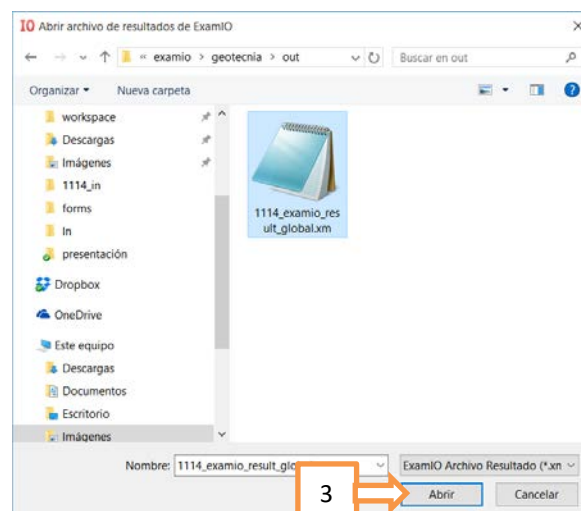 IO Abrir archivo de resultados de ExamIO
« examio > geotecnia > out
Buscar en out
Organizar
Nueva carpeta
workspace
Descargas
Imágenes
1114_in
forms
In
presentación
Dropbox
OneDrive
Este equipo
Descargas
Documentos
Escritorio
Imágenes
1114_examio_res
ult_global.xm
Nombre: 1114_examio_result_glo
ExamIO Archivo Resultado (*.xn
3
Abrir
Cancelar